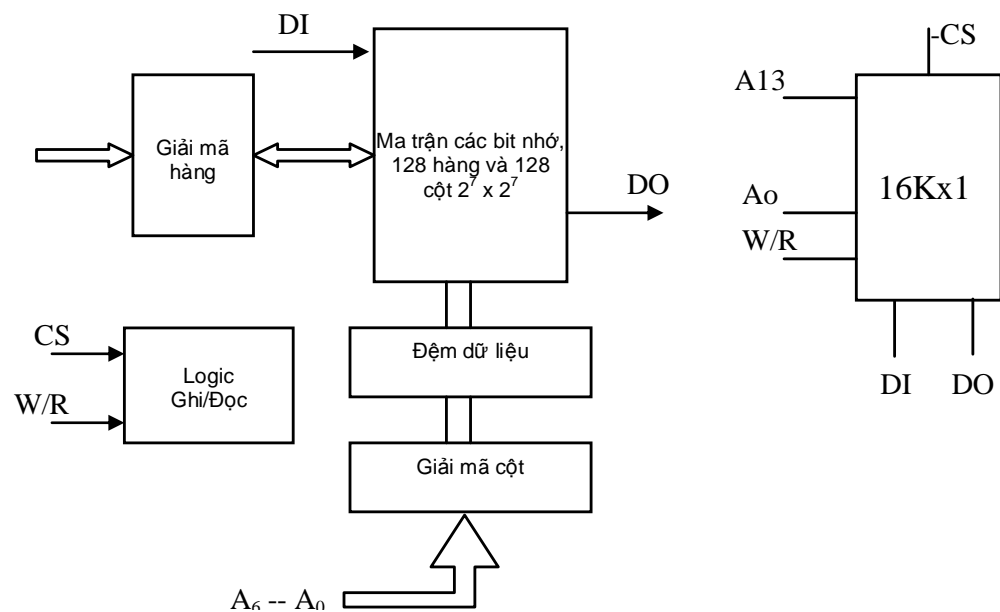 DI
Giải mã
hàng
Ma trận các bit nhớ,
128 hàng và 128
cột 2⁷ x 2⁷
DO
CS
W/R
Logic
Ghi/Đọc
Đệm dữ liệu
Giải mã cột
A₆ -- A₀
-CS
A13
Ao
W/R
16Kx1
DI
DO